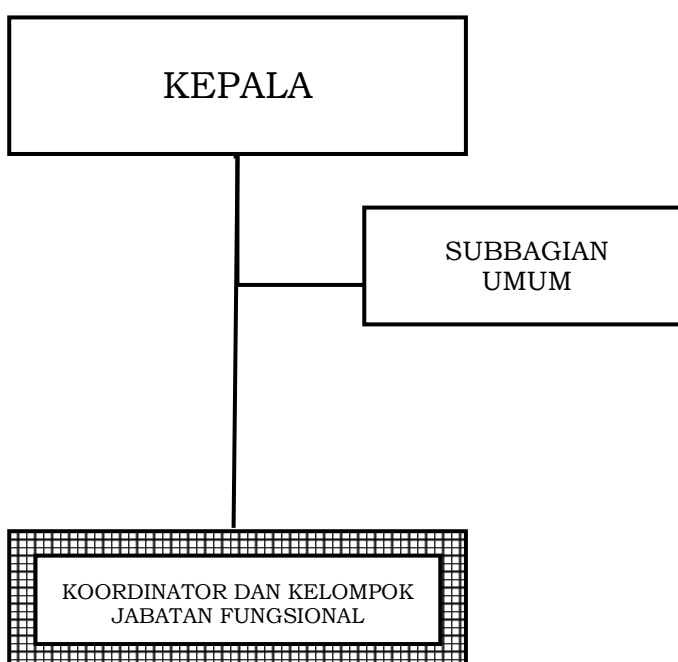 KEPALA
SUBBAGIAN
UMUM
KOORDINATOR DAN KELOMPOK
JABATAN FUNGSIONAL